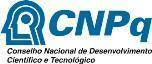 CNPq
Conselho Nacional de Desenvolvimento
Científico e Tecnológico